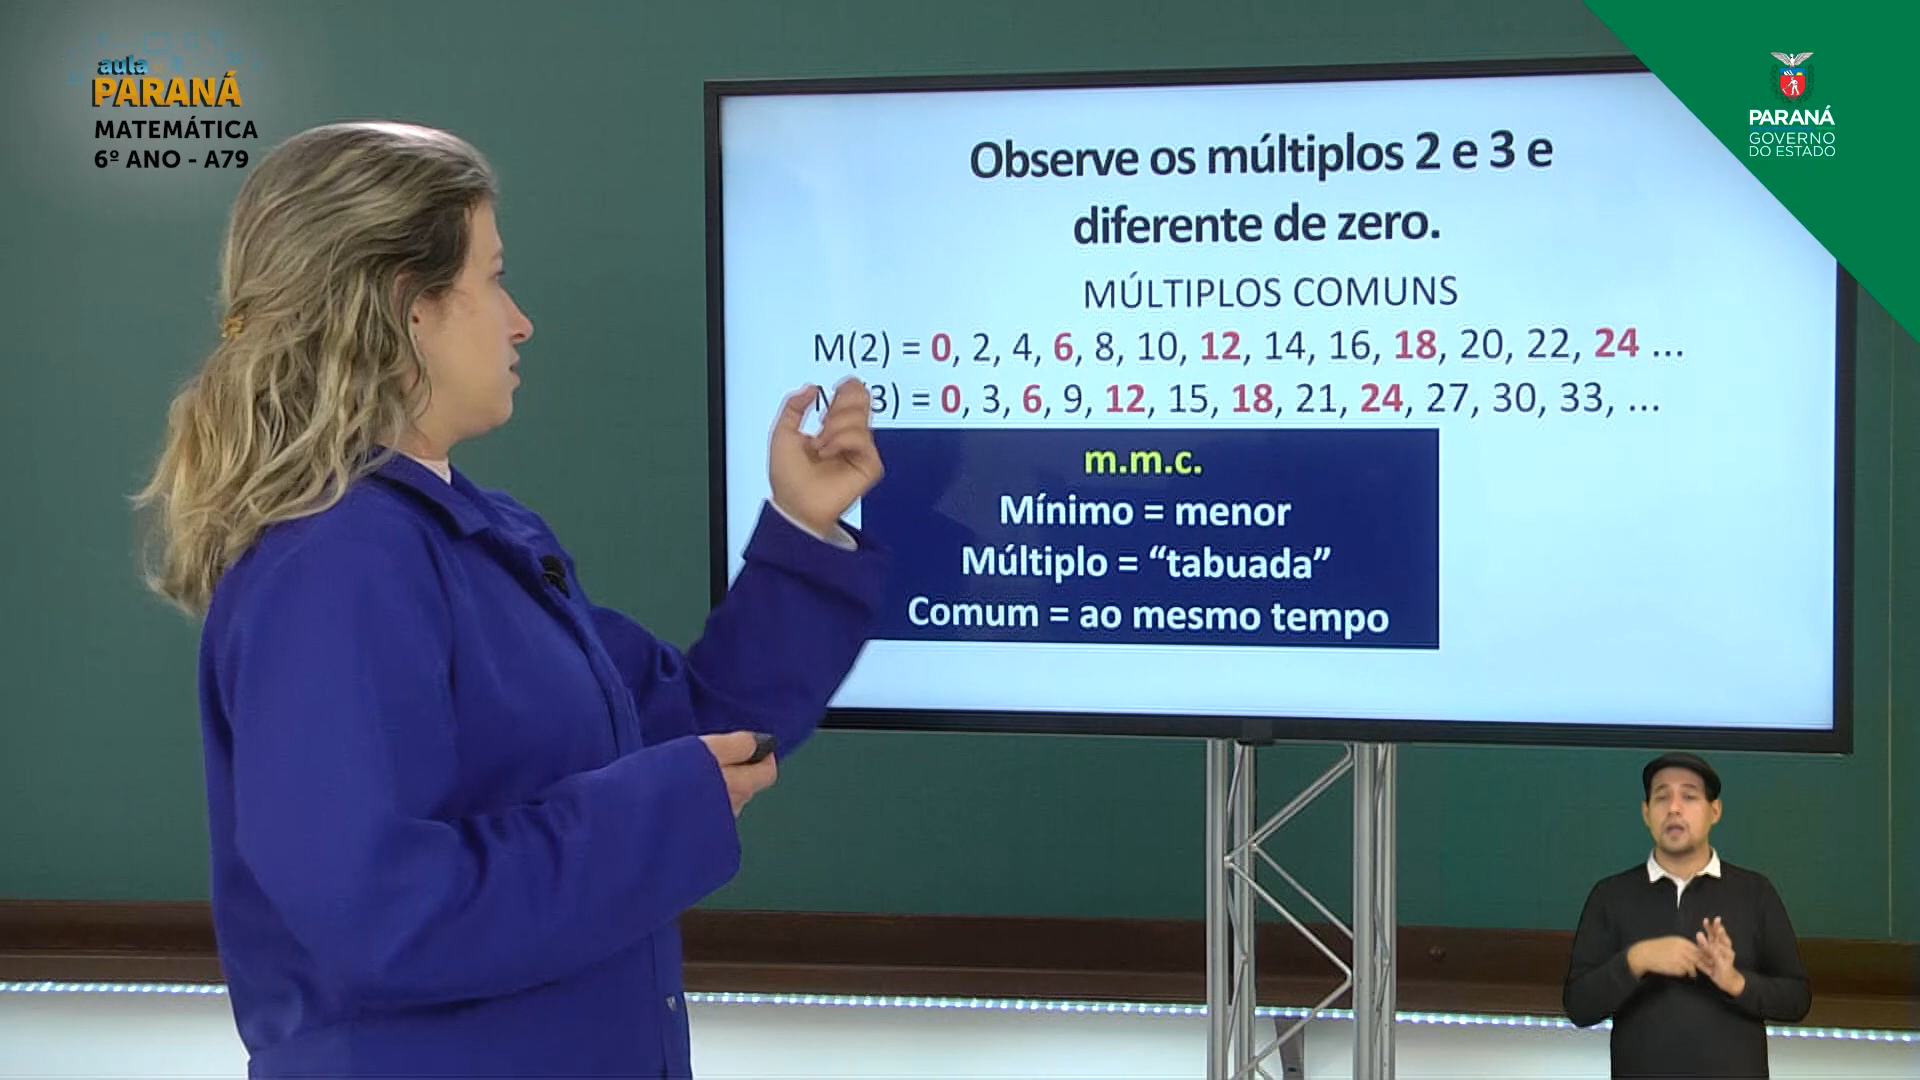 aula
PARANÁ
MATEMÁTICA
6º ANO - A79
PARANÁ
GOVERNO
DO ESTADO
Observe os múltiplos 2 e 3 e
diferente de zero.
MÚLTIPLOS COMUNS
M(2) = 0, 2, 4, 6, 8, 10, 12, 14, 16, 18, 20, 22, 24 ...
M(3) = 0, 3, 6, 9, 12, 15, 18, 21, 24, 27, 30, 33, ...
m.m.c.
Mínimo = menor
Múltiplo = “tabuada”
Comum = ao mesmo tempo